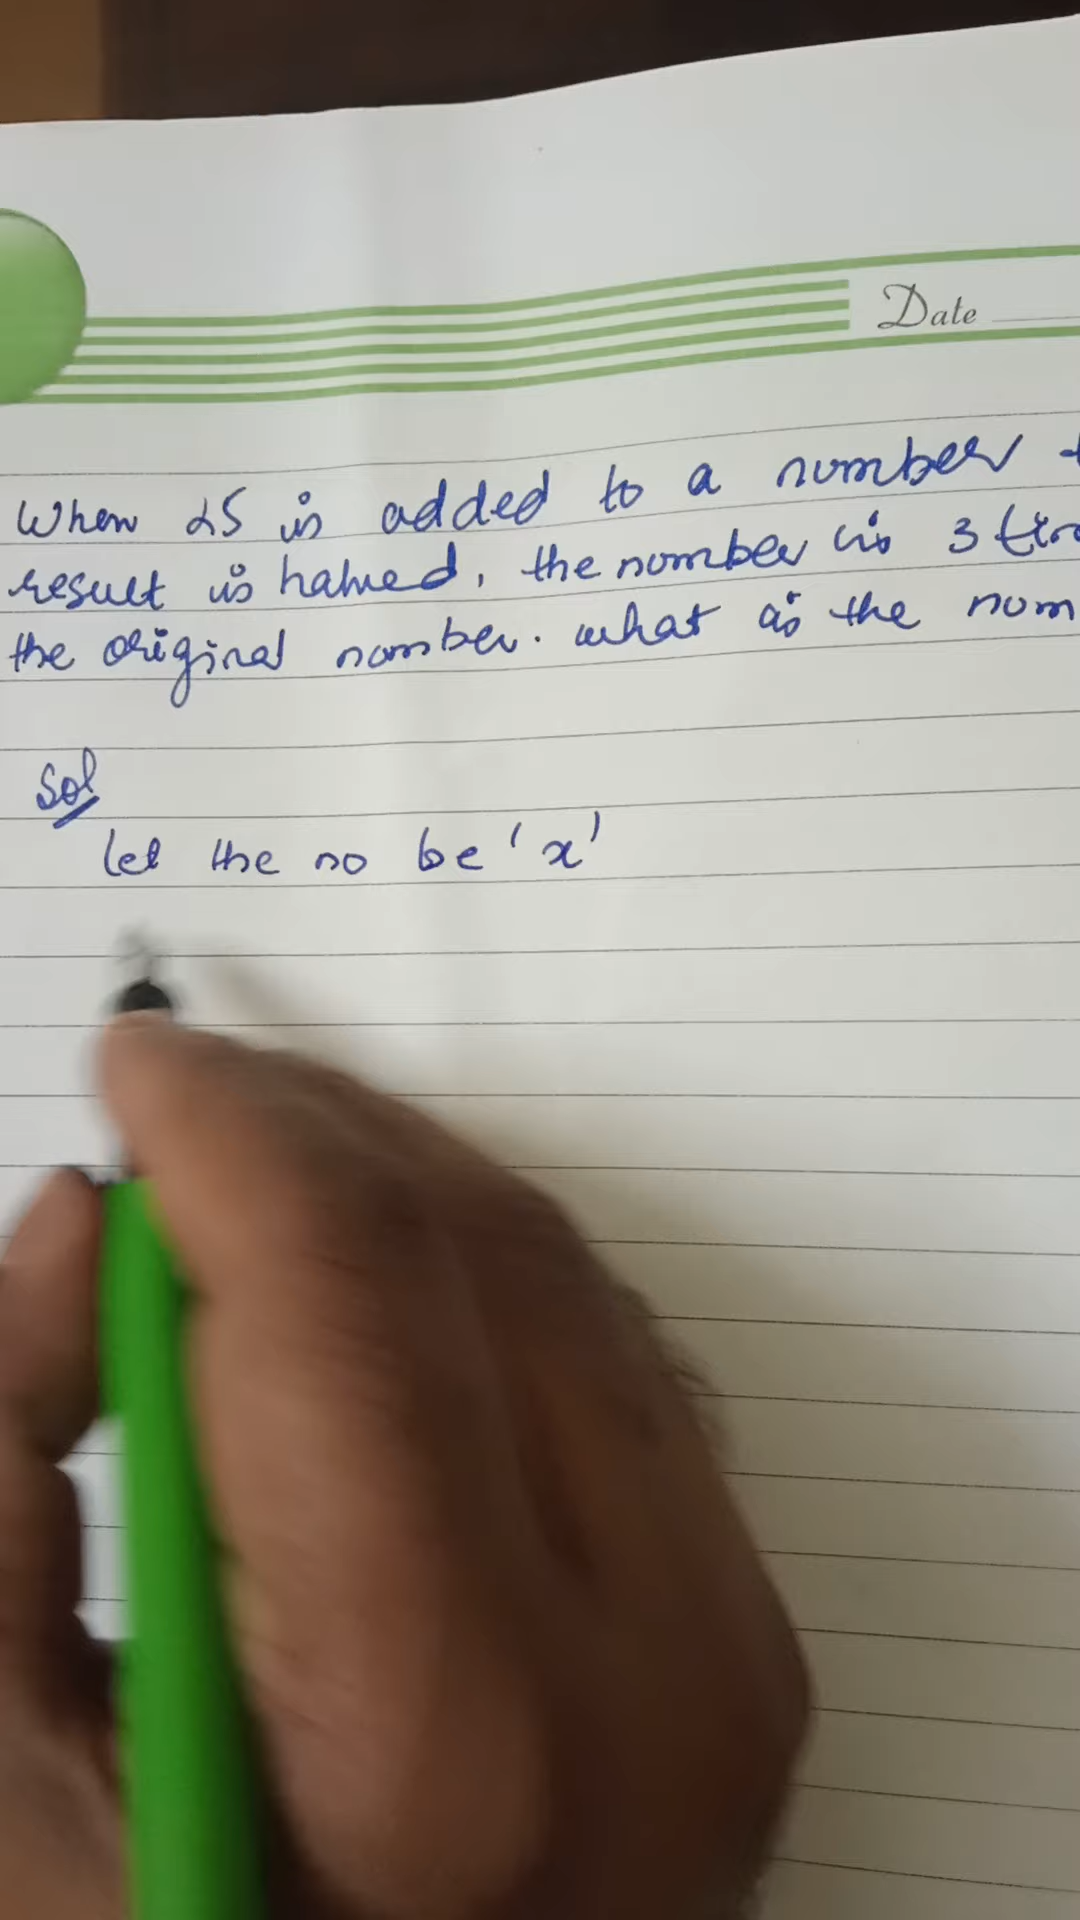 Date
When 25 is added to a number
result is halved, the number is 3
the original number. what is the num
Sol
let the no be 'x'